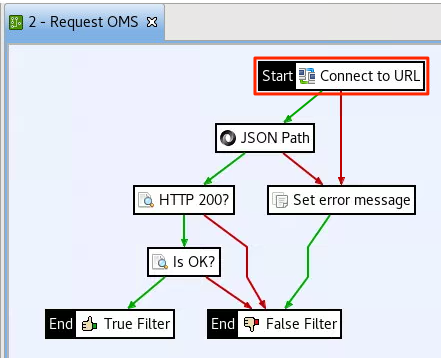 2 - Request OMS
Start Connect to URL
JSON Path
HTTP 200?
Set error message
Is OK?
End True Filter
End False Filter